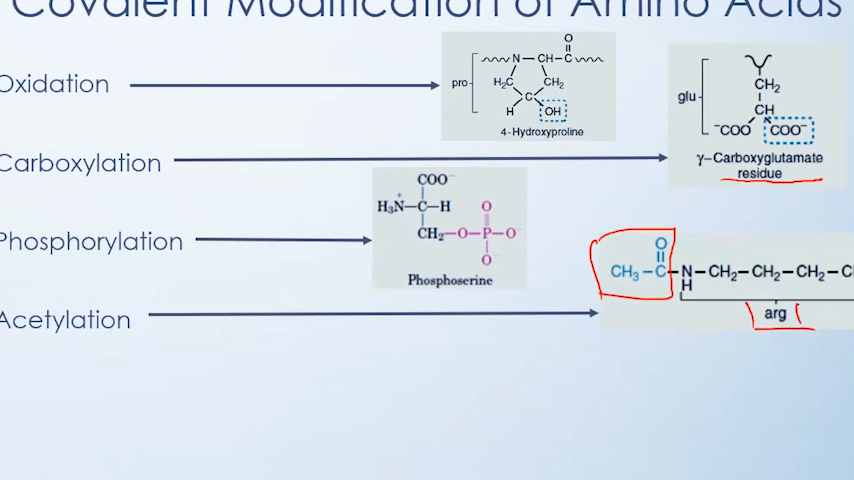 Covalent Modification of Amino Acids
Oxidation
pro
N—CH—C
O
H₂C
CH₂
C
H
OH
4-Hydroxyproline
Carboxylation
glu
CH₂
CH
⁻COO
COO⁻
γ-Carboxyglutamate
residue
Phosphorylation
COO⁻
H₃N⁺—C—H
CH₂—O—P—O⁻
O
O⁻
Phosphoserine
Acetylation
O
CH₃—C—N—CH₂—CH₂—CH₂—
H
arg